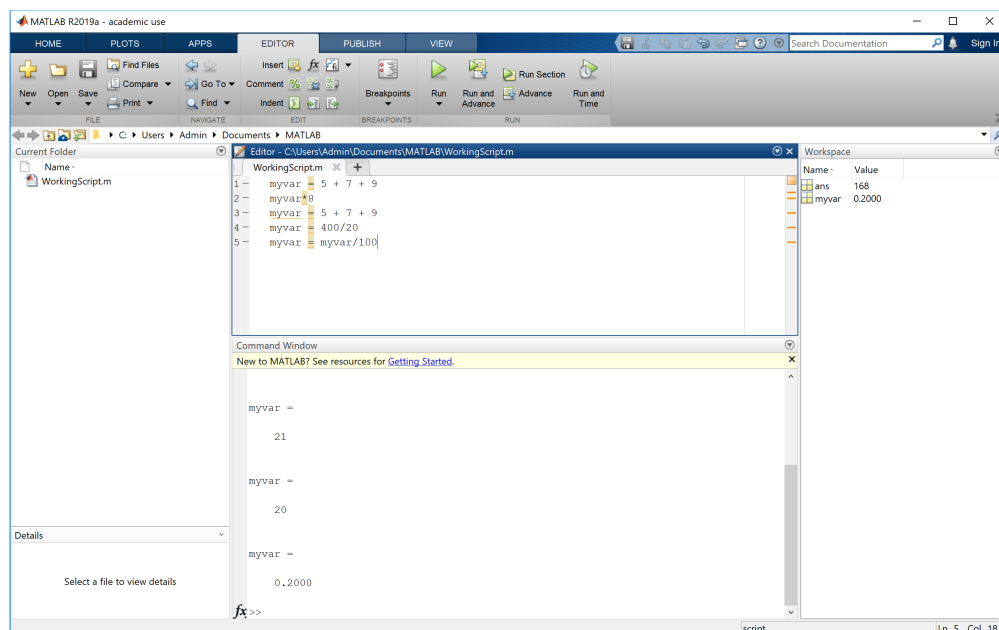 MATLAB R2019a - academic use
HOME PLOTS APPS EDITOR PUBLISH VIEW
Search Documentation
Sign In
New
Open
Save
Find Files
Compare
Print
Go To
Find
Insert
fx
Comment
Indent
Breakpoints
Run
Run and Advance
Run Section
Advance
Run and Time
FILE NAVIGATE EDIT BREAKPOINTS RUN
C: Users Admin Documents MATLAB
Current Folder
Name
WorkingScript.m
Editor - C:\Users\Admin\Documents\MATLAB\WorkingScript.m
WorkingScript.m +
1 - myvar = 5 + 7 + 9
2 - myvar*8
3 - myvar = 5 + 7 + 9
4 - myvar = 400/20
5 - myvar = myvar/100
Workspace
Name Value
ans 168
myvar 0.2000
Command Window
New to MATLAB? See resources for Getting Started.
myvar =
21
myvar =
20
myvar =
0.2000
fx >>
Details
Select a file to view details
script
Ln 5 Col 18